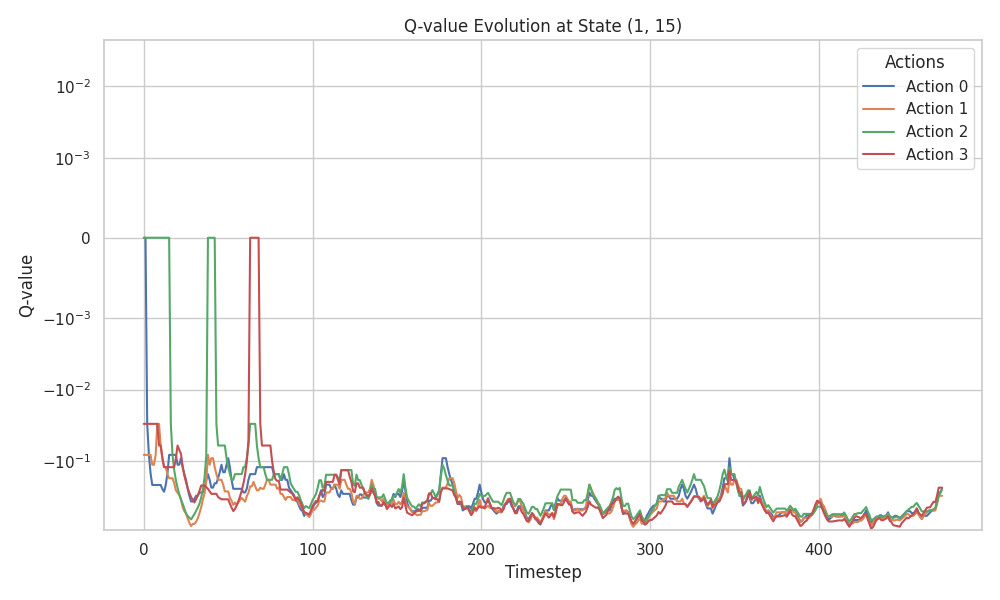 Q-value Evolution at State (1, 15)
Actions
Action 0
Action 1
Action 2
Action 3
Q-value
10⁻²
10⁻³
0
−10⁻³
−10⁻²
−10⁻¹
0 100 200 300 400
Timestep